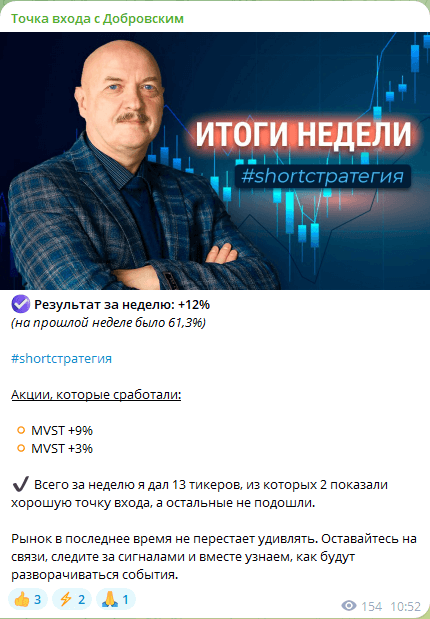 Точка входа с Добровским
ИТОГИ НЕДЕЛИ
#shortстратегия
Результат за неделю: +12%
(на прошлой неделе было 61,3%)
#shortстратегия
Акции, которые сработали:
MVST +9%
MVST +3%
✔ Всего за неделю я дал 13 тикеров, из которых 2 показали
хорошую точку входа, а остальные не подошли.
Рынок в последнее время не перестает удивлять. Оставайтесь на
связи, следите за сигналами и вместе узнаем, как будут
разворачиваться события.
👍 3 ⚡ 2 🙏 1
154 10:52